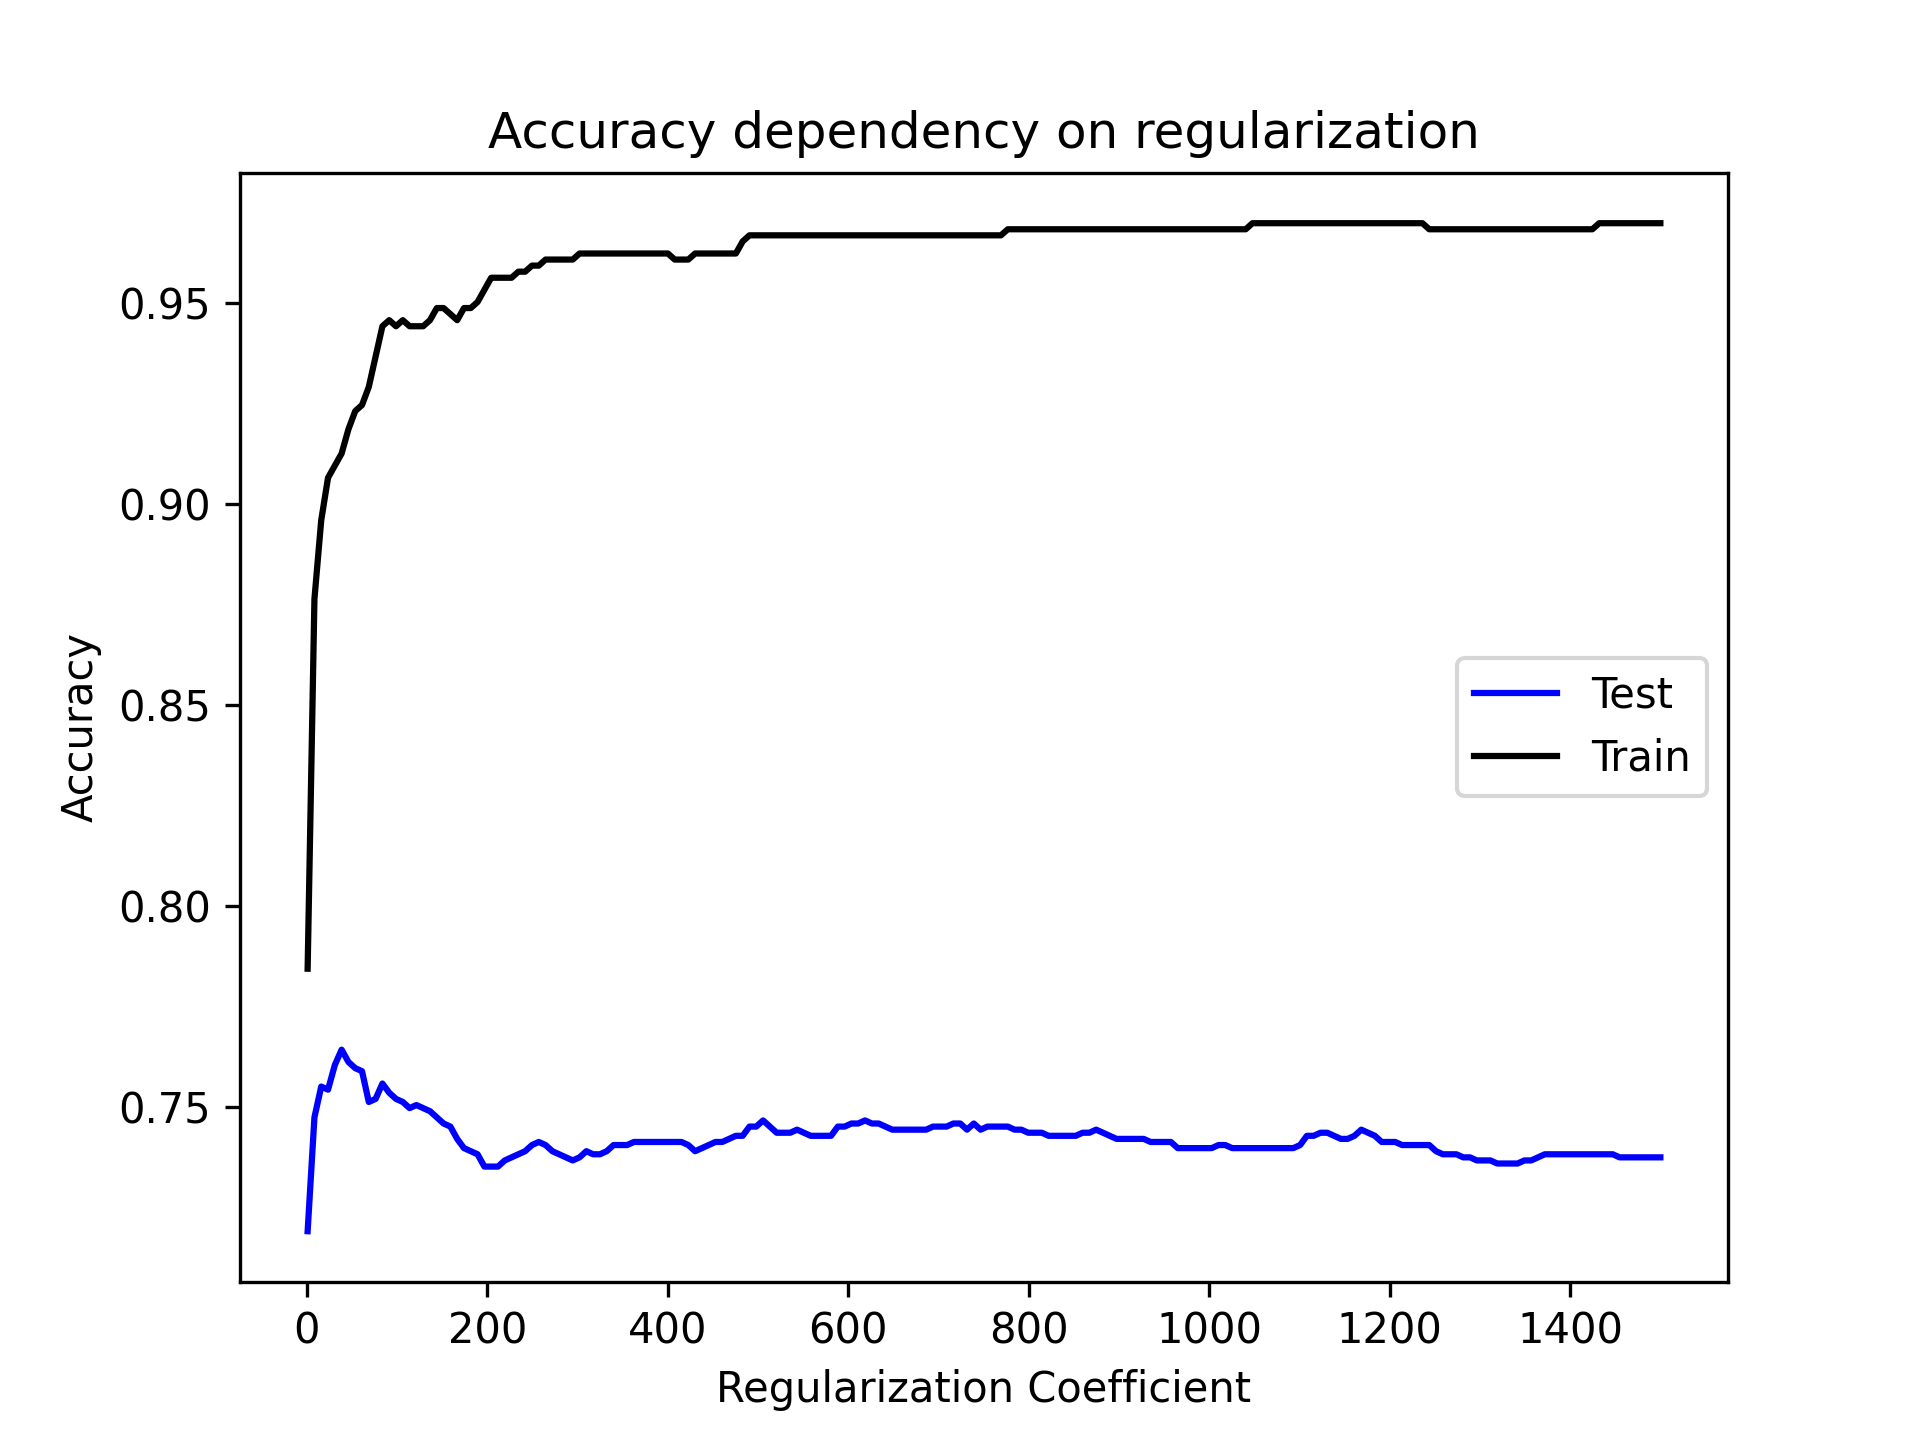 Accuracy dependency on regularization
Accuracy
0.95
0.90
0.85
0.80
0.75
Test
Train
0 200 400 600 800 1000 1200 1400
Regularization Coefficient